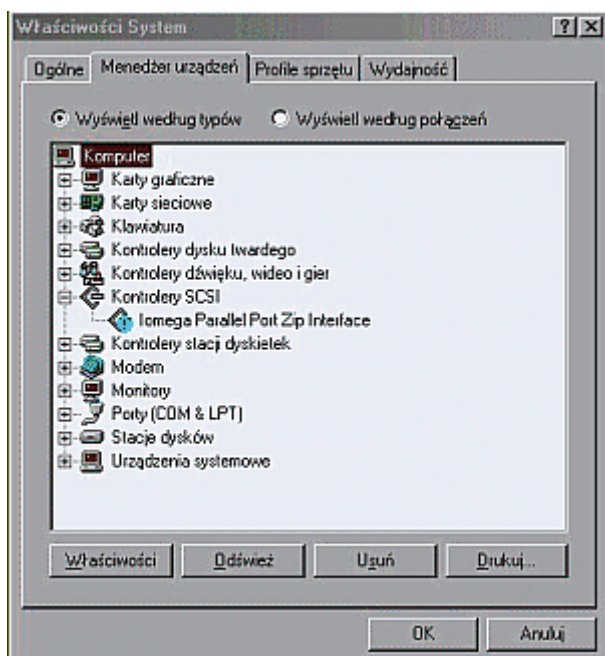 Właściwości System
Ogólne Menedżer urządzeń Profile sprzętu Wydajność
Wyświetl według typów Wyświetl według połączeń
Komputer
Karty graficzne
Karty sieciowe
Klawiatura
Kontrolery dysku twardego
Kontrolery dźwięku, wideo i gier
Kontrolery SCSI
Iomega Parallel Port Zip Interface
Kontrolery stacji dyskietek
Modem
Monitory
Porty (COM & LPT)
Stacje dysków
Urządzenia systemowe
Właściwości Odśwież Usuń Drukuj...
OK Anuluj